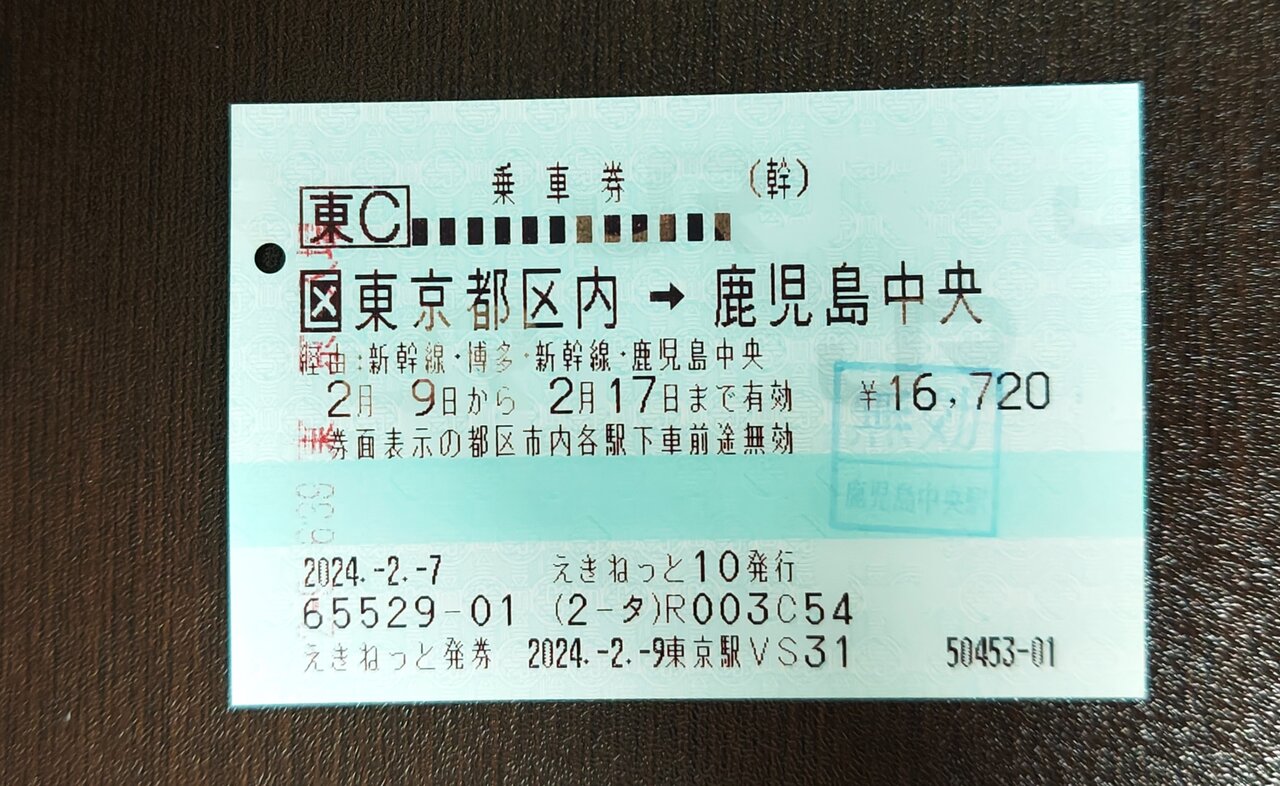 乗車券 (幹)
東C
区東京都区内 → 鹿児島中央
経由:新幹線・博多・新幹線・鹿児島中央
2月 9日から 2月17日まで有効 ¥16,720
券面表示の都区市内各駅下車前途無効
無効
鹿児島中央駅
2024.-2.-7 えきねっと10発行
65529-01 (2-タ)R003C54
えきねっと発券 2024.-2.-9東京駅VS31 50453-01